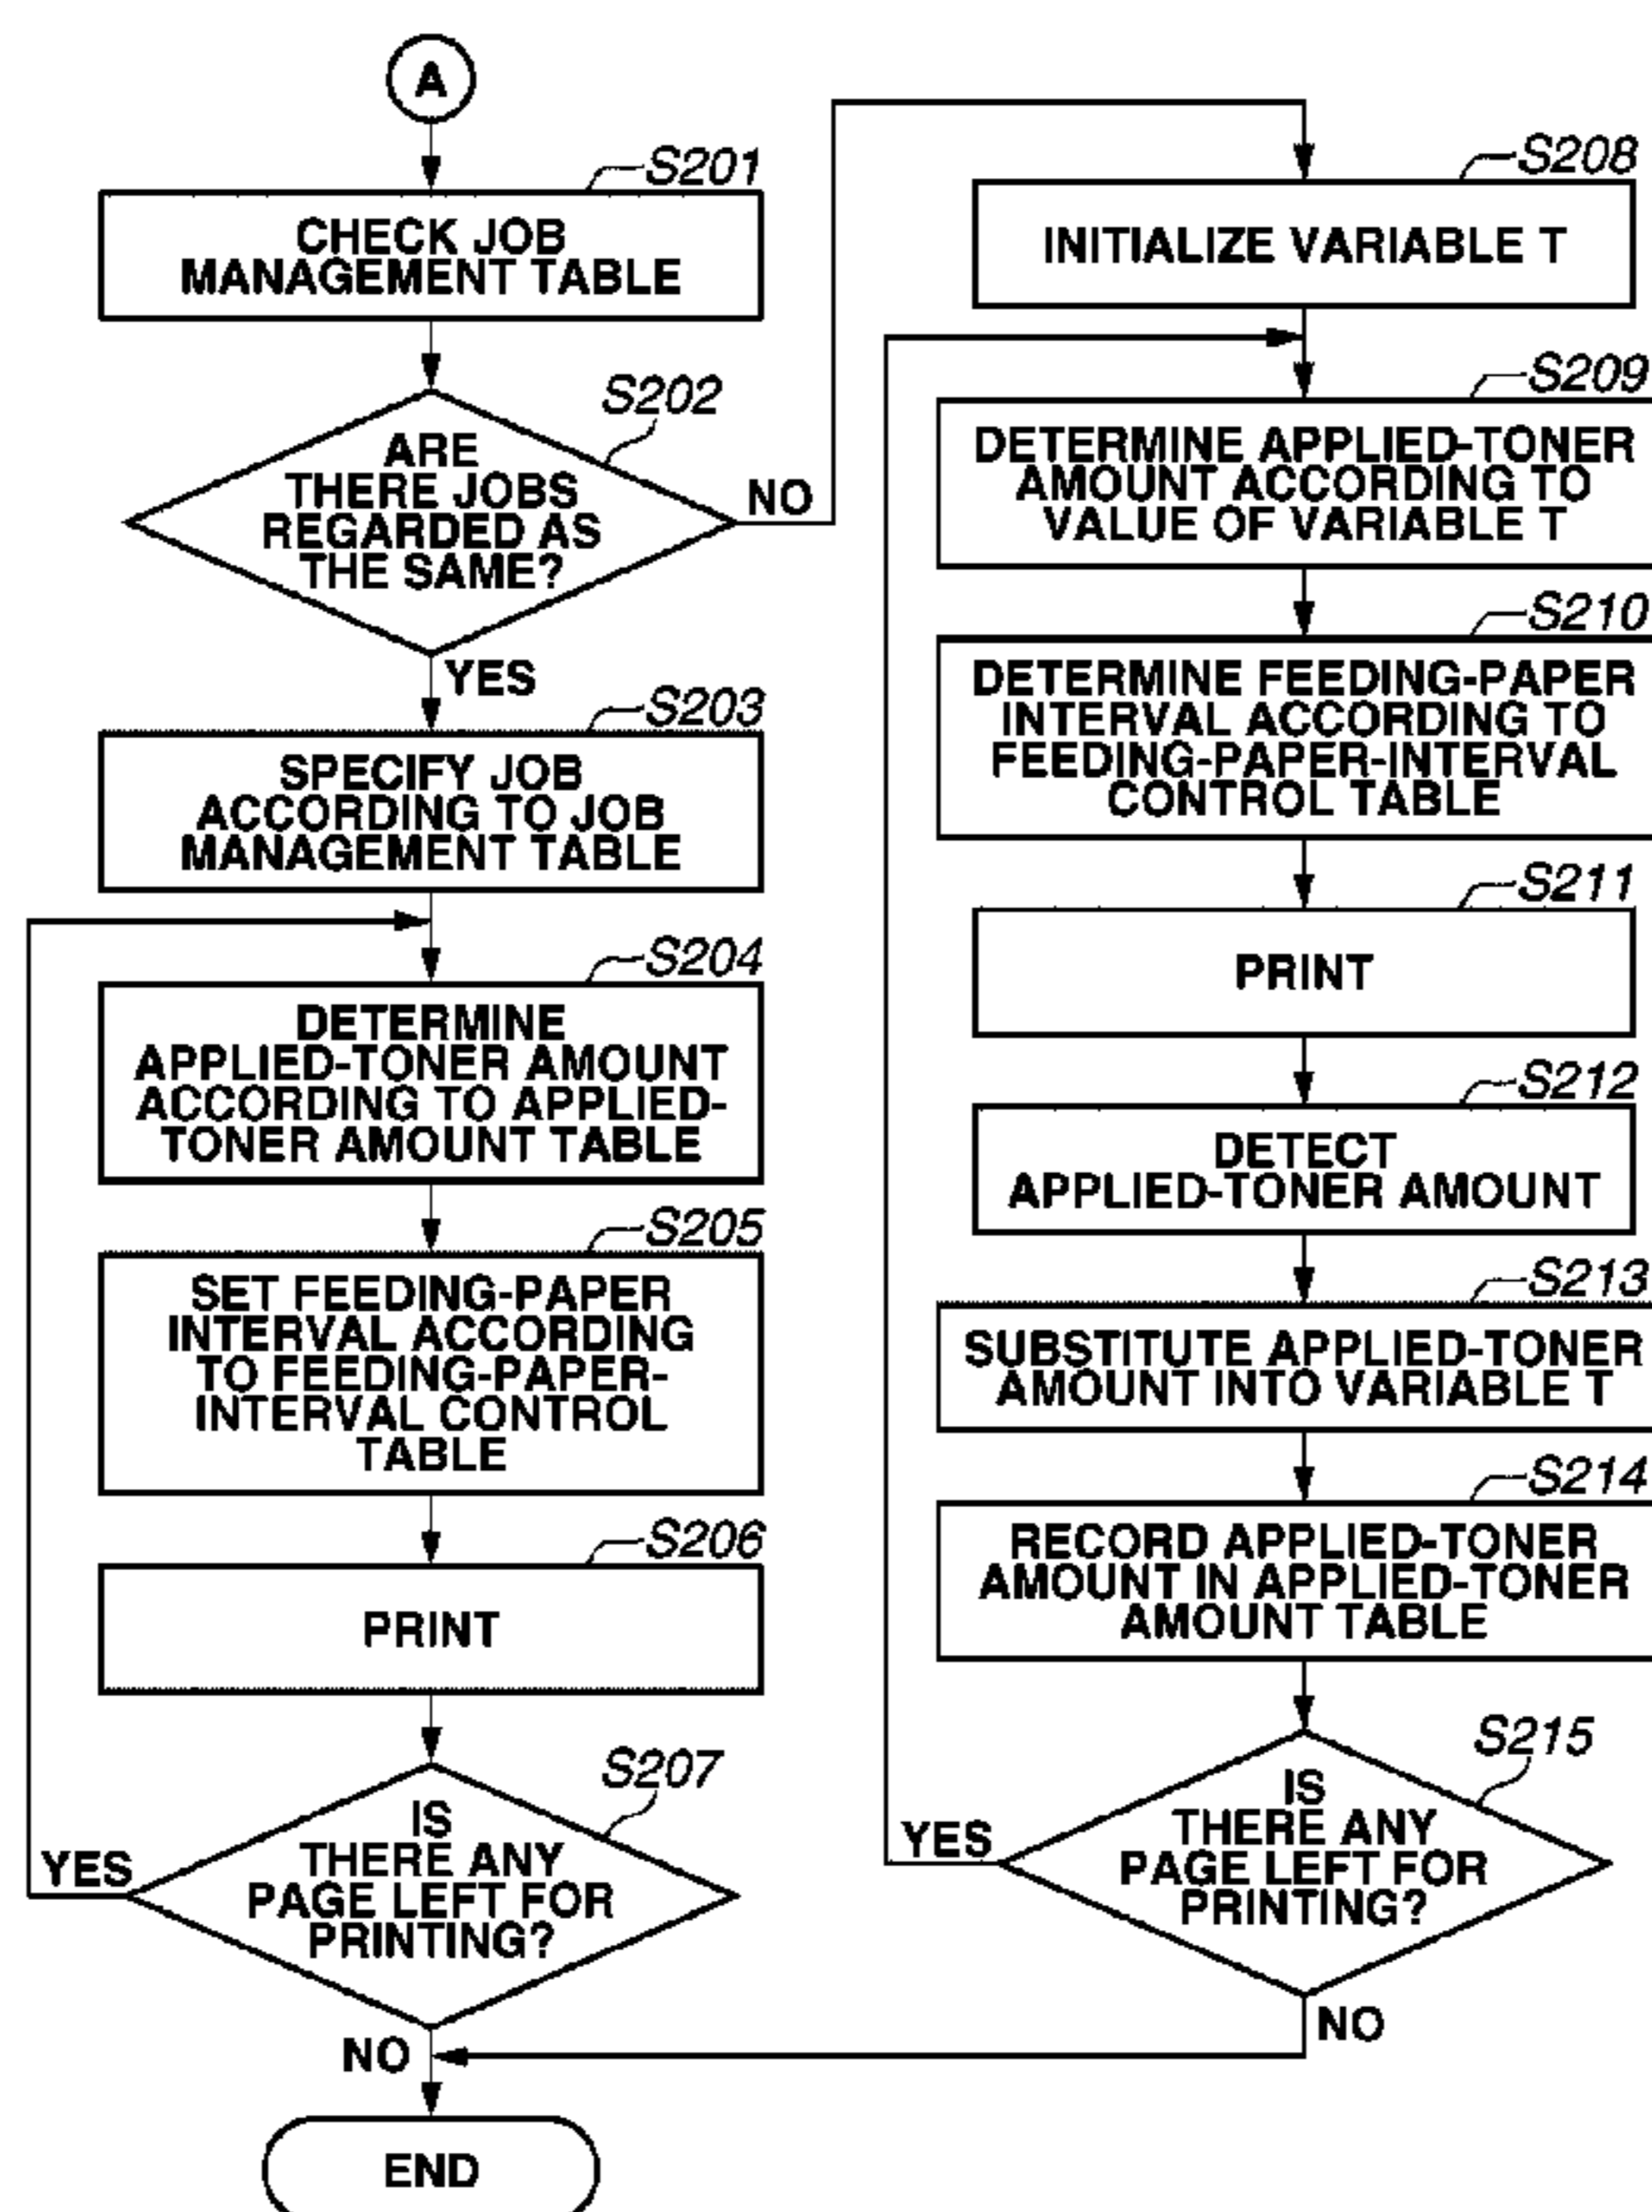 A
S201
CHECK JOB
MANAGEMENT TABLE
S202
ARE
THERE JOBS
REGARDED AS
THE SAME?
NO
YES
S203
SPECIFY JOB
ACCORDING TO JOB
MANAGEMENT TABLE
S204
DETERMINE
APPLIED-TONER AMOUNT
ACCORDING TO APPLIED-
TONER AMOUNT TABLE
S205
SET FEEDING-PAPER
INTERVAL ACCORDING
TO FEEDING-PAPER-
INTERVAL CONTROL
TABLE
S206
PRINT
S207
IS
THERE ANY
PAGE LEFT FOR
PRINTING?
YES
NO
END
S208
INITIALIZE VARIABLE T
S209
DETERMINE APPLIED-TONER
AMOUNT ACCORDING TO
VALUE OF VARIABLE T
S210
DETERMINE FEEDING-PAPER
INTERVAL ACCORDING TO
FEEDING-PAPER-INTERVAL
CONTROL TABLE
S211
PRINT
S212
DETECT
APPLIED-TONER AMOUNT
S213
SUBSTITUTE APPLIED-TONER
AMOUNT INTO VARIABLE T
S214
RECORD APPLIED-TONER
AMOUNT IN APPLIED-TONER
AMOUNT TABLE
S215
IS
THERE ANY
PAGE LEFT FOR
PRINTING?
YES
NO